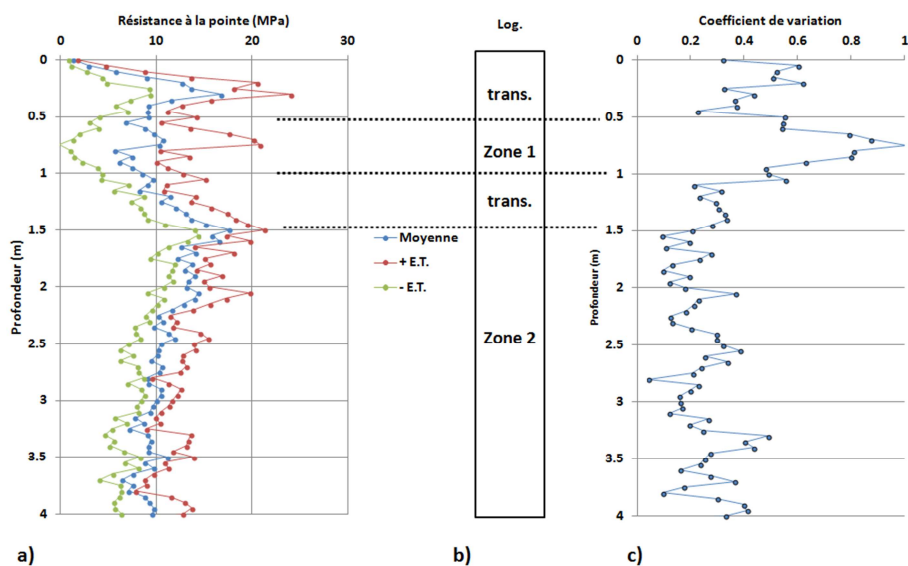 Résistance à la pointe (MPa)
0 10 20 30
0
0.5
1
1.5
2
2.5
3
3.5
4
Profondeur (m)
Moyenne
+ E.T.
- E.T.
a)
Log.
trans.
Zone 1
trans.
Zone 2
b)
Coefficient de variation
0 0.2 0.4 0.6 0.8 1
0
0.5
1
1.5
2
2.5
3
3.5
4
Profondeur (m)
c)